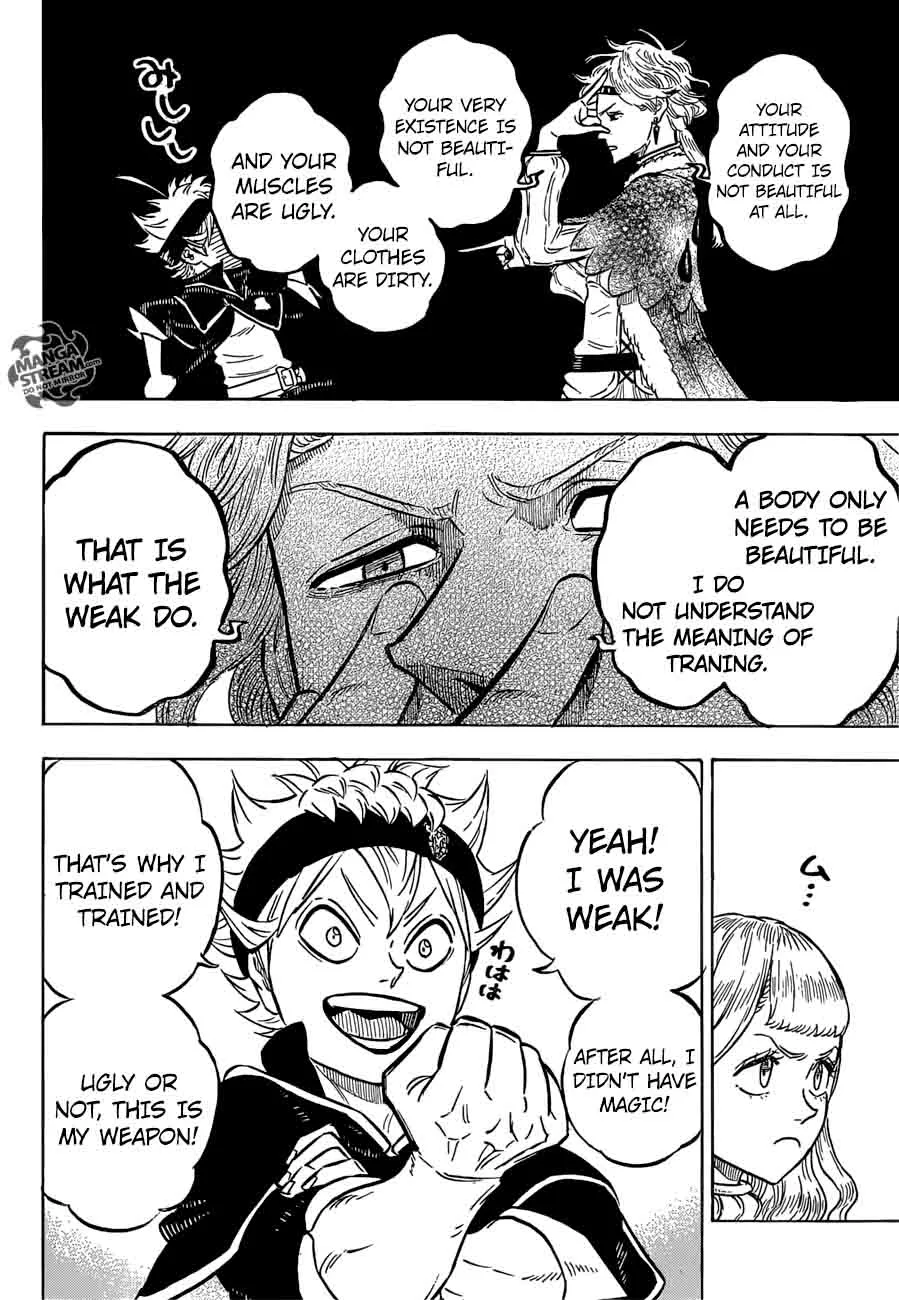 YOUR
ATTITUDE
AND YOUR
CONDUCT IS
NOT BEAUTIFUL
AT ALL.
YOUR VERY
EXISTENCE IS
NOT BEAUTI-
FUL.
YOUR
CLOTHES
ARE DIRTY.
AND YOUR
MUSCLES
ARE UGLY.
みしっ
MANGA
STREAM.com
DO NOT MIRROR
A BODY ONLY
NEEDS TO BE
BEAUTIFUL.
I DO
NOT UNDERSTAND
THE MEANING OF
TRANING.
THAT IS
WHAT THE
WEAK DO.
ム…
YEAH!
I WAS
WEAK!
AFTER ALL, I
DIDN'T HAVE
MAGIC!
わはは
THAT'S WHY I
TRAINED AND
TRAINED!
UGLY OR
NOT, THIS IS
MY WEAPON!